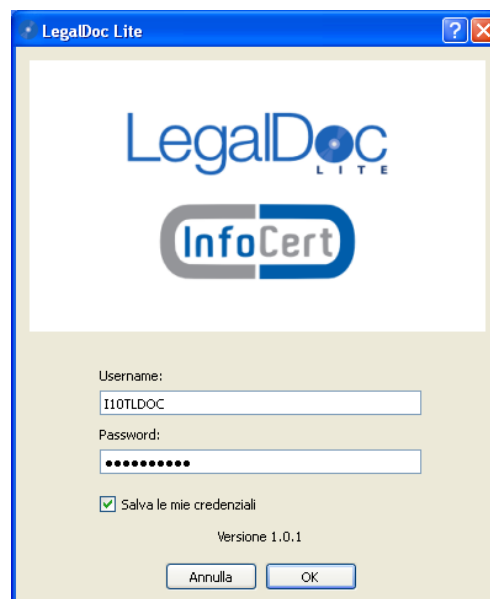 LegalDoc Lite
LegalDoc
LITE
InfoCert
Username:
I10TLDOC
Password:
●●●●●●●●●●
Salva le mie credenziali
Versione 1.0.1
Annulla
OK